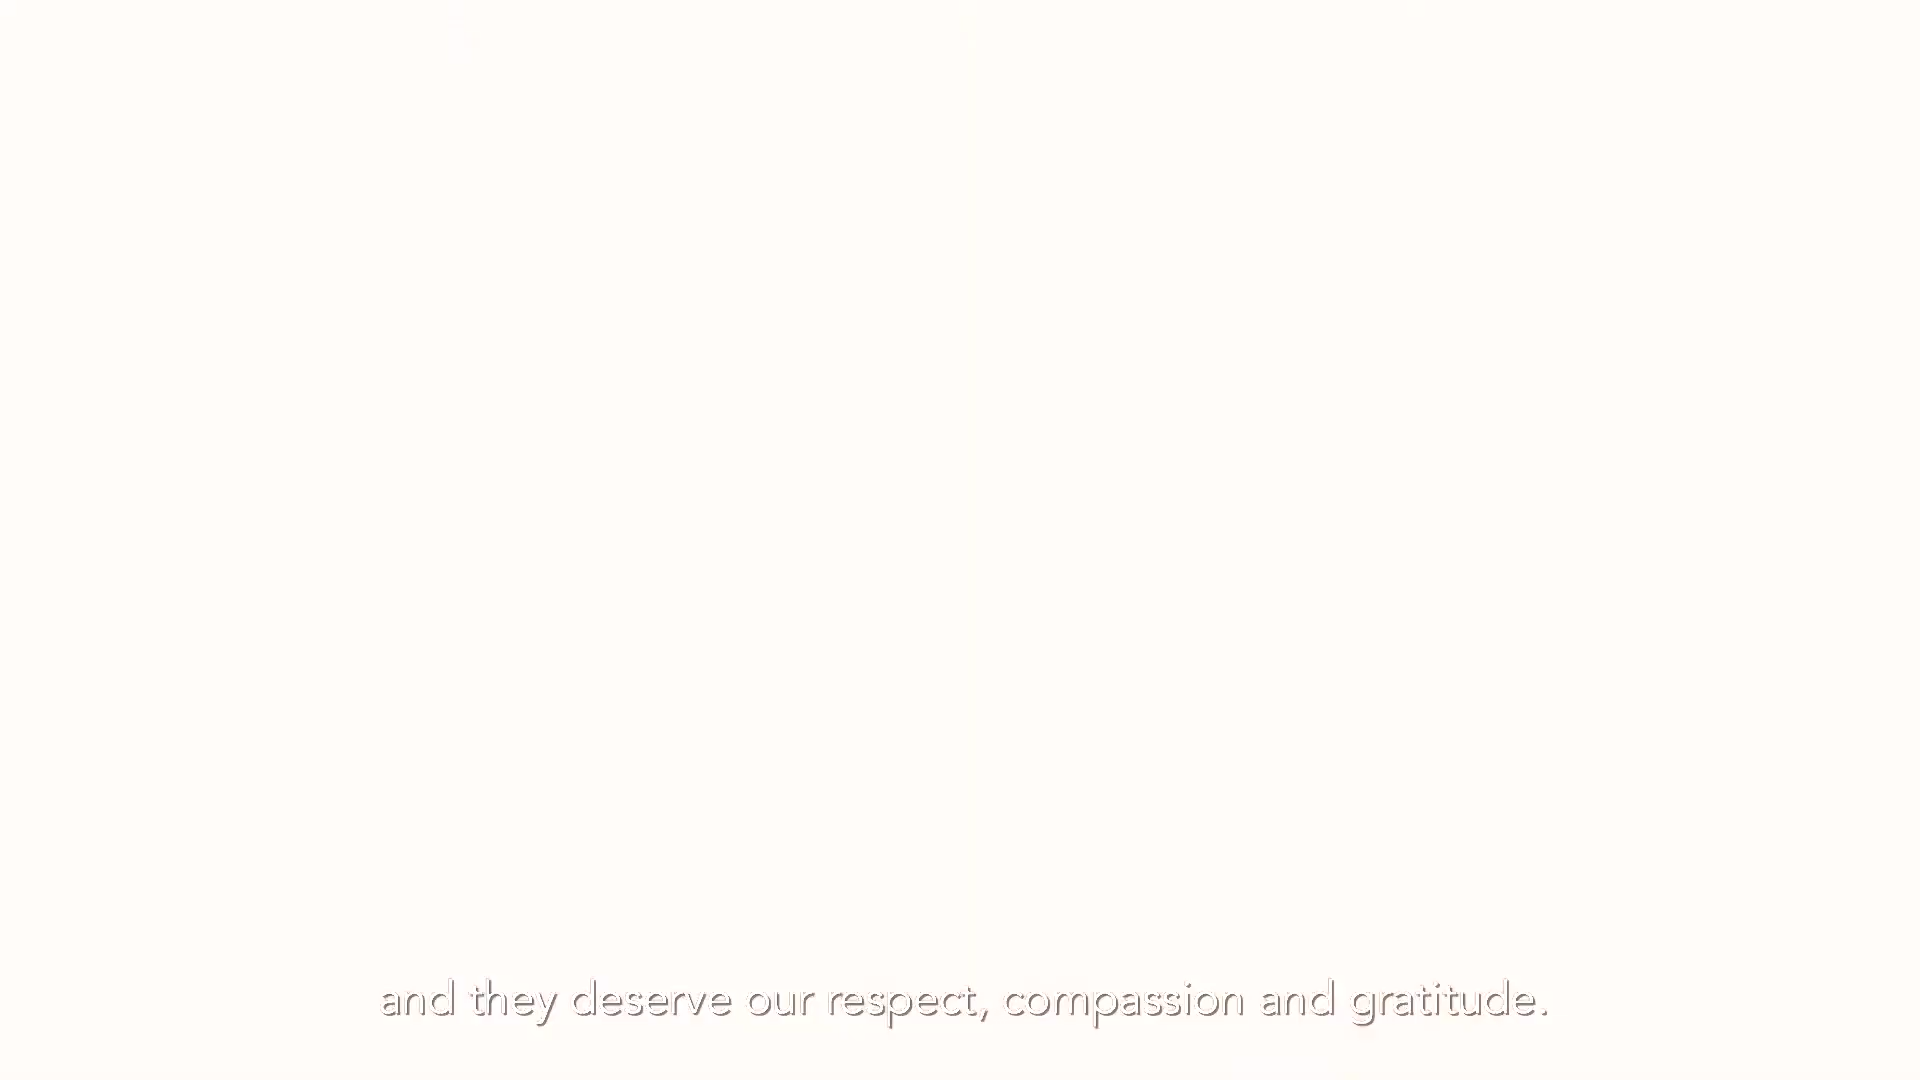 and they deserve our respect, compassion and gratitude.